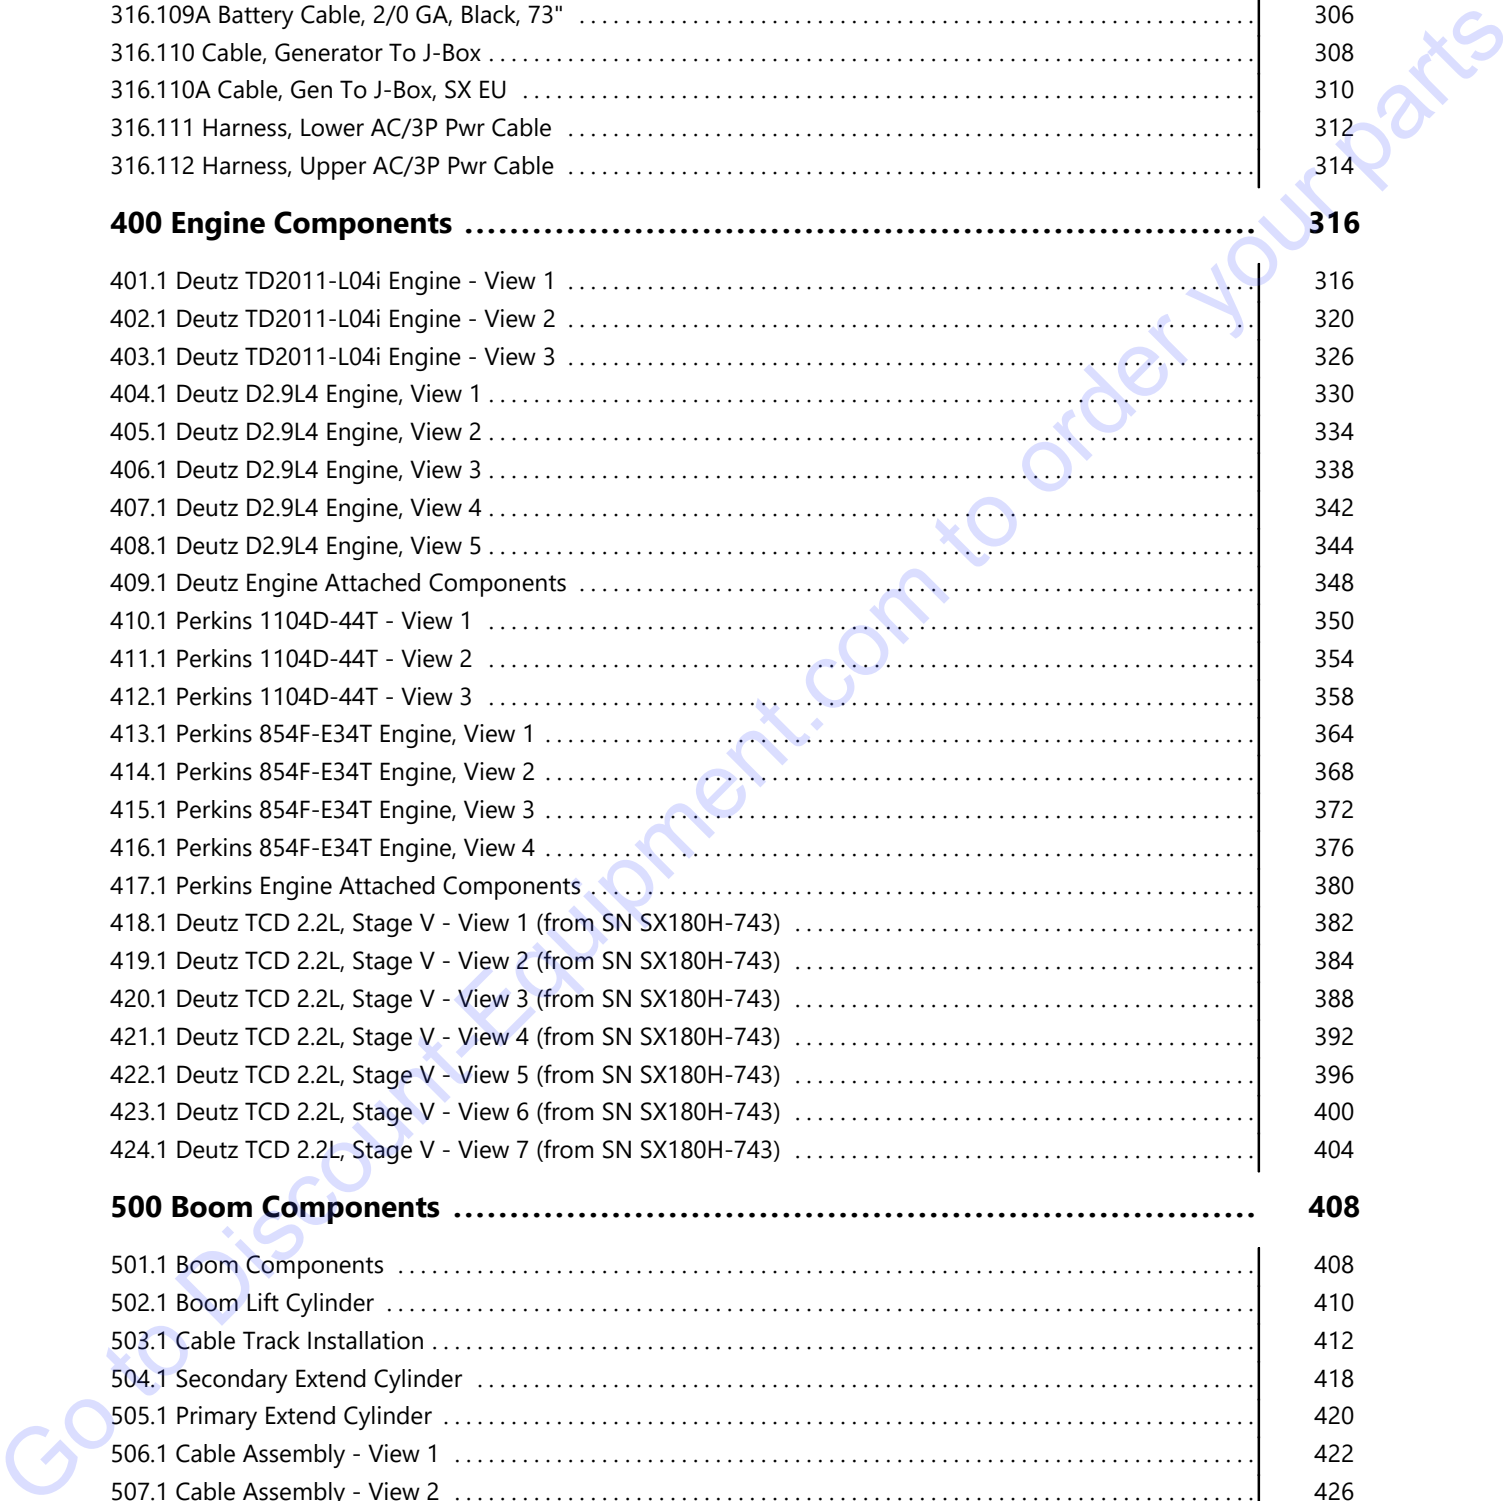 316.109A Battery Cable, 2/0 GA, Black, 73" 306
316.110 Cable, Generator To J-Box 308
316.110A Cable, Gen To J-Box, SX EU 310
316.111 Harness, Lower AC/3P Pwr Cable 312
316.112 Harness, Upper AC/3P Pwr Cable 314
400 Engine Components 316
401.1 Deutz TD2011-L04i Engine - View 1 316
402.1 Deutz TD2011-L04i Engine - View 2 320
403.1 Deutz TD2011-L04i Engine - View 3 326
404.1 Deutz D2.9L4 Engine, View 1 330
405.1 Deutz D2.9L4 Engine, View 2 334
406.1 Deutz D2.9L4 Engine, View 3 338
407.1 Deutz D2.9L4 Engine, View 4 342
408.1 Deutz D2.9L4 Engine, View 5 344
409.1 Deutz Engine Attached Components 348
410.1 Perkins 1104D-44T - View 1 350
411.1 Perkins 1104D-44T - View 2 354
412.1 Perkins 1104D-44T - View 3 358
413.1 Perkins 854F-E34T Engine, View 1 364
414.1 Perkins 854F-E34T Engine, View 2 368
415.1 Perkins 854F-E34T Engine, View 3 372
416.1 Perkins 854F-E34T Engine, View 4 376
417.1 Perkins Engine Attached Components 380
418.1 Deutz TCD 2.2L, Stage V - View 1 (from SN SX180H-743) 382
419.1 Deutz TCD 2.2L, Stage V - View 2 (from SN SX180H-743) 384
420.1 Deutz TCD 2.2L, Stage V - View 3 (from SN SX180H-743) 388
421.1 Deutz TCD 2.2L, Stage V - View 4 (from SN SX180H-743) 392
422.1 Deutz TCD 2.2L, Stage V - View 5 (from SN SX180H-743) 396
423.1 Deutz TCD 2.2L, Stage V - View 6 (from SN SX180H-743) 400
424.1 Deutz TCD 2.2L, Stage V - View 7 (from SN SX180H-743) 404
500 Boom Components 408
501.1 Boom Components 408
502.1 Boom Lift Cylinder 410
503.1 Cable Track Installation 412
504.1 Secondary Extend Cylinder 418
505.1 Primary Extend Cylinder 420
506.1 Cable Assembly - View 1 422
507.1 Cable Assembly - View 2 426
Go to Discount-Equipment.com to order your parts